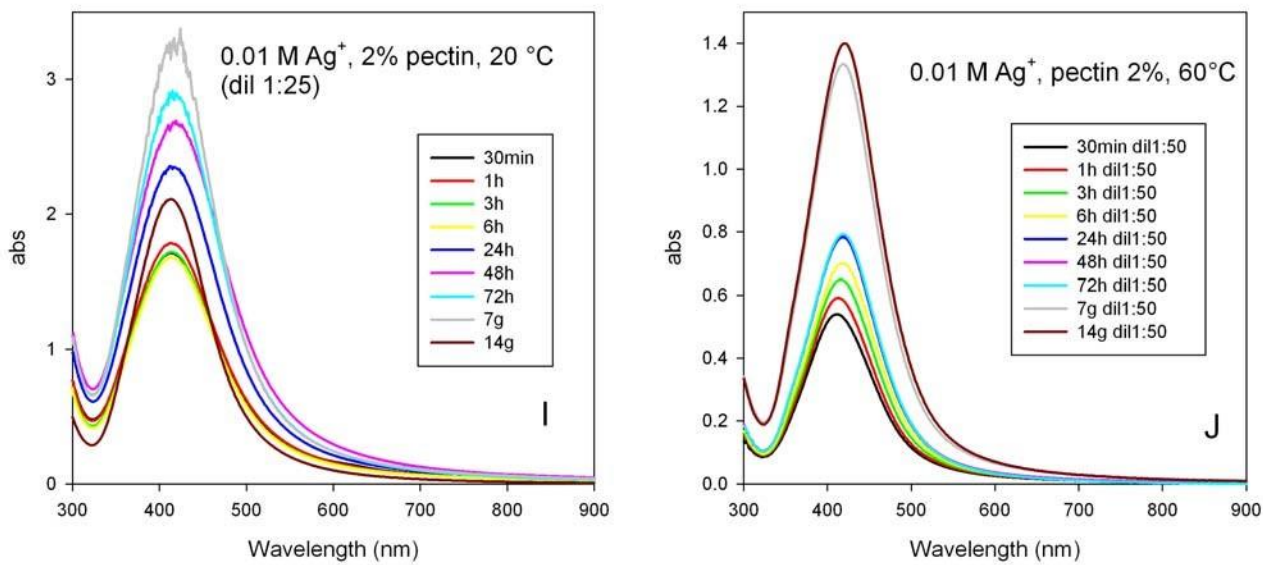 0.01 M Ag⁺, 2% pectin, 20 °C
(dil 1:25)
abs
3
2
1
0
30min
1h
3h
6h
24h
48h
72h
7g
14g
I
300 400 500 600 700 800 900
Wavelength (nm)
0.01 M Ag⁺, pectin 2%, 60°C
abs
1.4
1.2
1.0
0.8
0.6
0.4
0.2
0.0
30min dil1:50
1h dil1:50
3h dil1:50
6h dil1:50
24h dil1:50
48h dil1:50
72h dil1:50
7g dil1:50
14g dil1:50
J
300 400 500 600 700 800 900
Wavelength (nm)